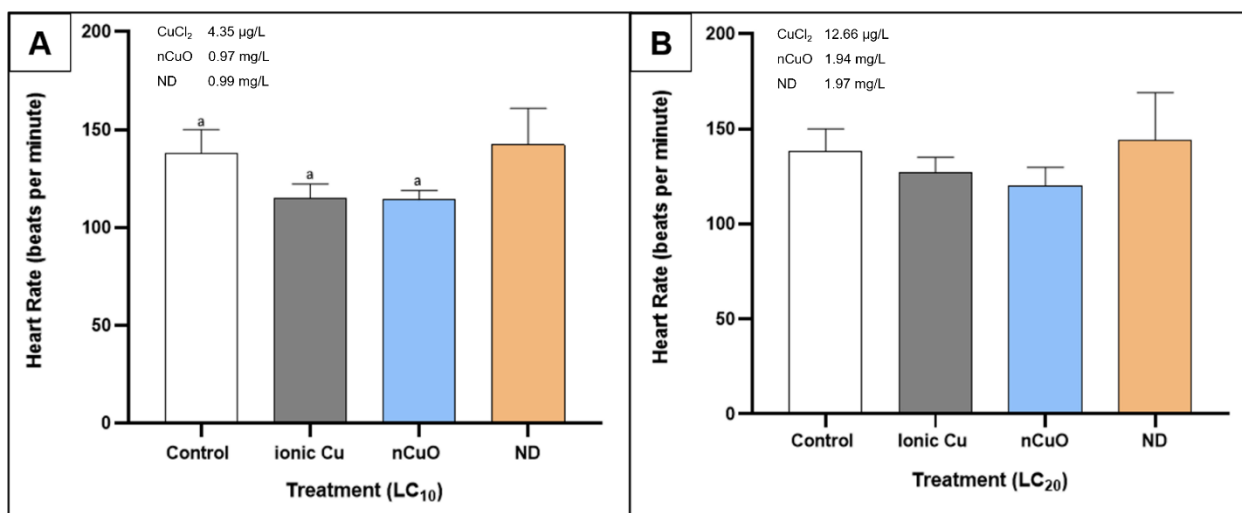 A
CuCl₂ 4.35 µg/L
nCuO 0.97 mg/L
ND 0.99 mg/L
Heart Rate (beats per minute)
200
150
100
50
0
a
a
a
Control
ionic Cu
nCuO
ND
Treatment (LC₁₀)
B
CuCl₂ 12.66 µg/L
nCuO 1.94 mg/L
ND 1.97 mg/L
Heart Rate (beats per minute)
200
150
100
50
0
Control
Ionic Cu
nCuO
ND
Treatment (LC₂₀)